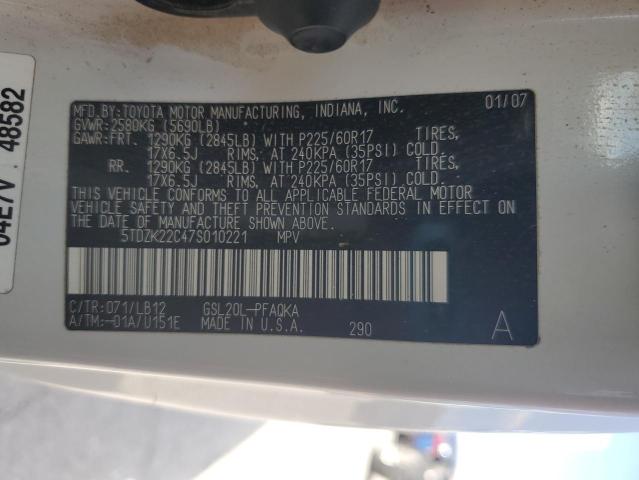 MFD.BY:TOYOTA MOTOR MANUFACTURING, INDIANA, INC. 01/07
GVWR:2580KG (5690LB)
GAWR:FRT. 1290KG (2845LB) WITH P225/60R17 TIRES,
17X6.5J RIMS, AT 240KPA (35PSI) COLD.
RR. 1290KG (2845LB) WITH P225/60R17 TIRES,
17X6.5J RIMS, AT 240KPA (35PSI) COLD.
THIS VEHICLE CONFORMS TO ALL APPLICABLE FEDERAL MOTOR
VEHICLE SAFETY AND THEFT PREVENTION STANDARDS IN EFFECT ON
THE DATE OF MANUFACTURE SHOWN ABOVE.
5TDZK22C47S010221 MPV
C/TR:071/LB12 GSL20L-PFAQKA
A/TM:-01A/U151E MADE IN U.S.A. 290 A
04E7V 48582